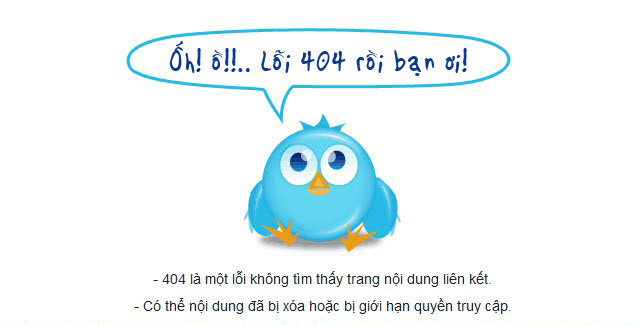 Ốh! ồ!!.. Lỗi 404 rồi bạn ơi!
- 404 là một lỗi không tìm thấy trang nội dung liên kết.
- Có thể nội dung đã bị xóa hoặc bị giới hạn quyền truy cập.